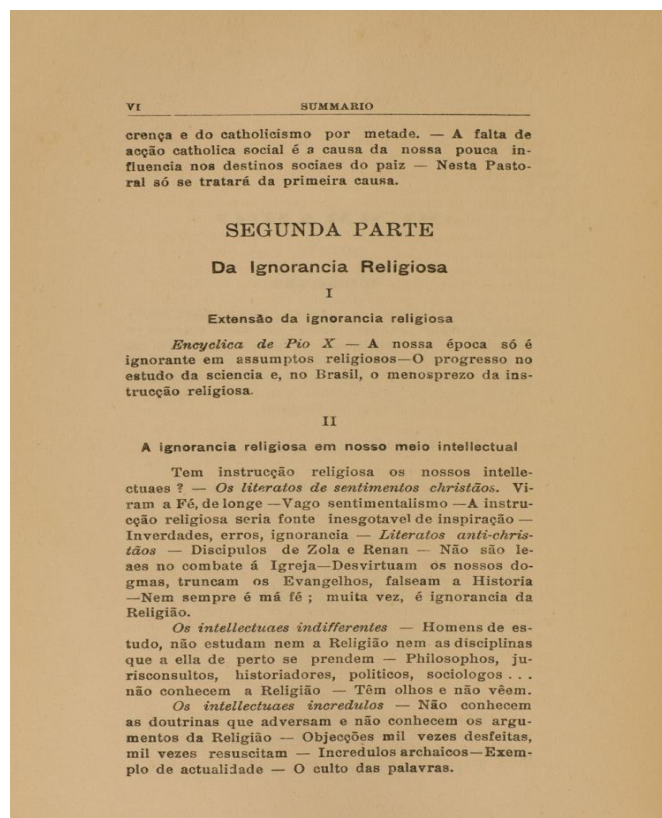 VI SUMMARIO
crença e do catholicismo por metade. — A falta de
acção catholica social é a causa da nossa pouca in-
fluencia nos destinos sociaes do paiz — Nesta Pasto-
ral só se tratará da primeira causa.
SEGUNDA PARTE
Da Ignorancia Religiosa
I
Extensão da ignorancia religiosa
Encyclica de Pio X — A nossa época só é
ignorante em assumptos religiosos—O progresso no
estudo da sciencia e, no Brasil, o menosprezo da ins-
trucção religiosa.
II
A ignorancia religiosa em nosso meio intellectual
Tem instrucção religiosa os nossos intelle-
ctuaes ? — Os literatos de sentimentos christãos. Vi-
ram a Fé, de longe —Vago sentimentalismo —A instru-
cção religiosa seria fonte inesgotavel de inspiração —
Inverdades, erros, ignorancia — Literatos anti-chris-
tãos — Discipulos de Zola e Renan — Não são le-
aes no combate á Igreja—Desvirtuam os nossos do-
gmas, truncam os Evangelhos, falseam a Historia
—Nem sempre é má fé ; muita vez, é ignorancia da
Religião.
Os intellectuaes indifferentes — Homens de es-
tudo, não estudam nem a Religião nem as disciplinas
que a ella de perto se prendem — Philosophos, ju-
risconsultos, historiadores, politicos, sociologos . . .
não conhecem a Religião — Têm olhos e não vêem.
Os intellectuaes incredulos — Não conhecem
as doutrinas que adversam e não conhecem os argu-
mentos da Religião — Objecções mil vezes desfeitas,
mil vezes resuscitam — Incredulos archaicos—Exem-
plo de actualidade — O culto das palavras.